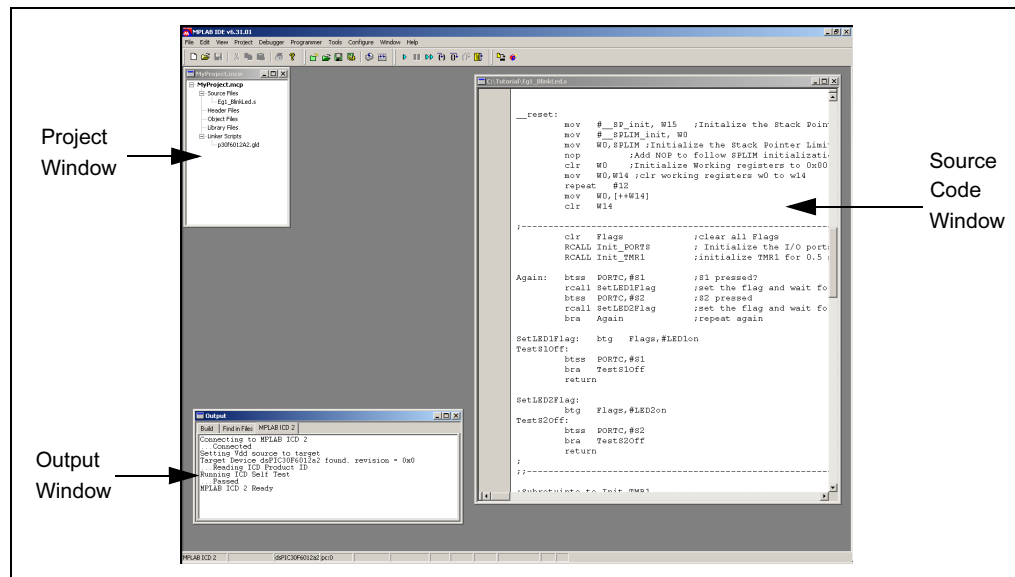 MPLAB IDE v6.31.01
File Edit View Project Debugger Programmer Tools Configure Window Help
MyProject.mcp
MyProject.mcp
Source Files
Eg1_BlinkLed.s
Header Files
Object Files
Library Files
Linker Scripts
p30f6012A2.gld
Project
Window
C:\Tutorial\Eg1_BlinkLed.s
__reset:
mov #__SP_init, W15 ;Initalize the Stack Poin
mov #__SPLIM_init, W0
mov W0,SPLIM ;Initialize the Stack Pointer Limi
nop ;Add NOP to follow SPLIM initializati
clr W0 ;Initialize Working registers to 0x00
mov W0,W14 ;clr working registers w0 to w14
repeat #12
mov W0,[++W14]
clr W14
;------------------------------------------------
clr Flags ;clear all Flags
RCALL Init_PORTS ; Initialize the I/O ports
RCALL Init_TMR1 ;initialize TMR1 for 0.5 s
Again: btss PORTC,#S1 ;S1 pressed?
rcall SetLED1Flag ;set the flag and wait fo
btss PORTC,#S2 ;S2 pressed
rcall SetLED2Flag ;set the flag and wait fo
bra Again ;repeat again
SetLED1Flag: btg Flags,#LED1on
TestS1Off:
btss PORTC,#S1
bra TestS1Off
return
SetLED2Flag:
btg Flags,#LED2on
TestS2Off:
btss PORTC,#S2
bra TestS2Off
return
;
;;-----------------------------------------------
;Subrotuinte to Init TMR1
Source
Code
Window
Output
Build Find in Files MPLAB ICD 2
Connecting to MPLAB ICD 2
...Connected
Setting Vdd source to target
Target Device dsPIC30F6012a2 found, revision = 0x0
...Reading ICD Product ID
Running ICD Self Test
...Passed
MPLAB ICD 2 Ready
Output
Window
MPLAB ICD 2 dsPIC30F6012a2 pc:0